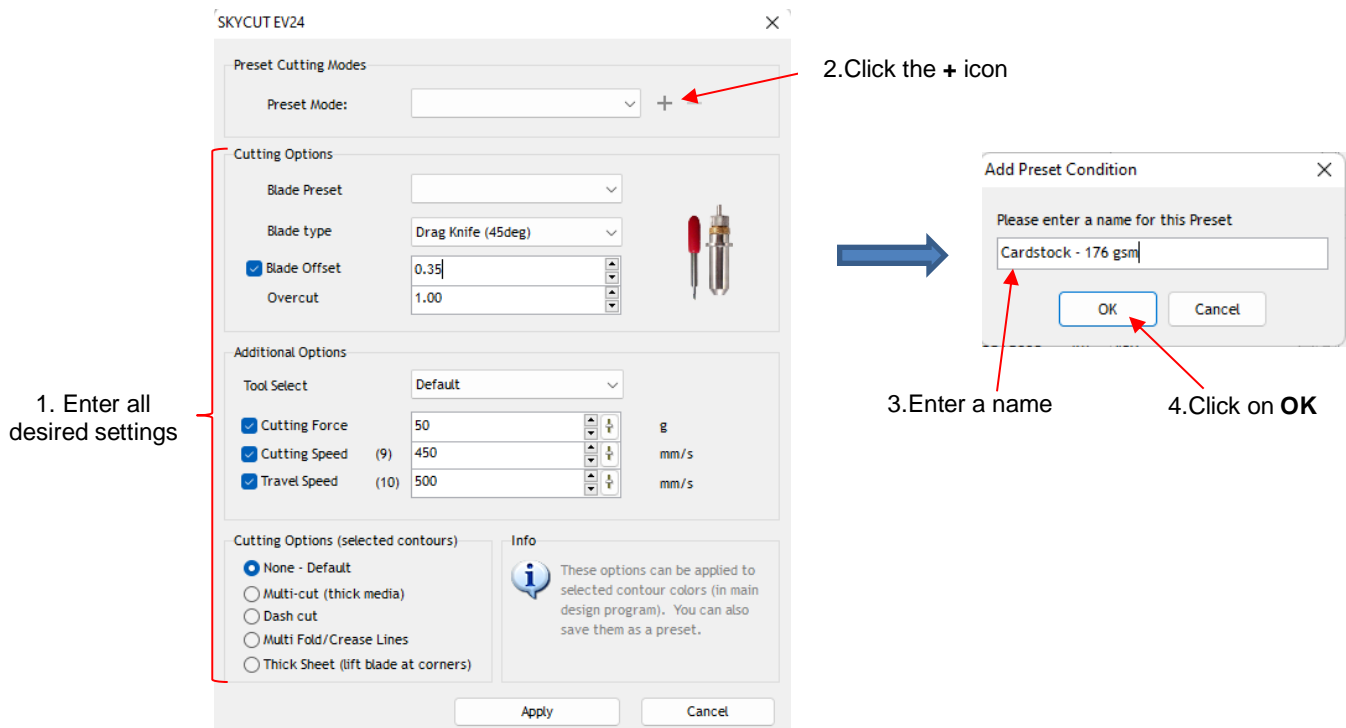 SKYCUT EV24
Preset Cutting Modes
Preset Mode:
2.Click the + icon
Cutting Options
Blade Preset
Blade type
Drag Knife (45deg)
Blade Offset
0.35
Overcut
1.00
Additional Options
Tool Select
Default
1. Enter all
desired settings
Cutting Force
50
g
Cutting Speed (9)
450
mm/s
Travel Speed (10)
500
mm/s
Cutting Options (selected contours)
None - Default
Multi-cut (thick media)
Dash cut
Multi Fold/Crease Lines
Thick Sheet (lift blade at corners)
Info
These options can be applied to
selected contour colors (in main
design program). You can also
save them as a preset.
Apply
Cancel
Add Preset Condition
Please enter a name for this Preset
Cardstock - 176 gsm
OK
Cancel
3.Enter a name
4.Click on OK